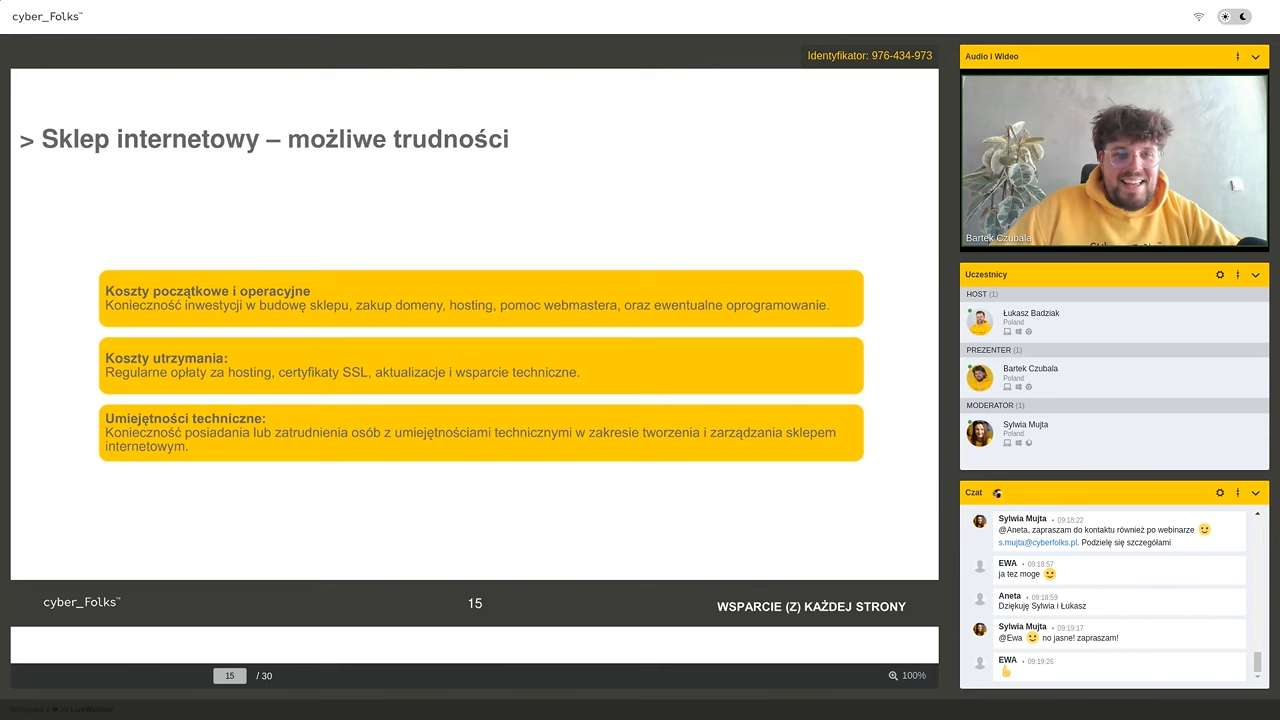 cyber_Folks™
Identyfikator: 976-434-973
> Sklep internetowy – możliwe trudności
Koszty początkowe i operacyjne
Konieczność inwestycji w budowę sklepu, zakup domeny, hosting, pomoc webmastera, oraz ewentualne oprogramowanie.
Koszty utrzymania:
Regularne opłaty za hosting, certyfikaty SSL, aktualizacje i wsparcie techniczne.
Umiejętności techniczne:
Konieczność posiadania lub zatrudnienia osób z umiejętnościami technicznymi w zakresie tworzenia i zarządzania sklepem
internetowym.
cyber_Folks™
15
WSPARCIE (Z) KAŻDEJ STRONY
15 / 30
100%
Audio i Wideo
Bartek Czubala
Uczestnicy
HOST (1)
Łukasz Badziak
Poland
PREZENTER (1)
Bartek Czubala
Poland
MODERATOR (1)
Sylwia Mujta
Poland
Czat
Sylwia Mujta • 09:18:22
@Aneta, zapraszam do kontaktu również po webinarze 🙂
s.mujta@cyberfolks.pl. Podzielę się szczegółami
EWA • 09:18:57
ja tez moge 🙂
Aneta • 09:18:59
Dziękuję Sylwia i Łukasz
Sylwia Mujta • 09:19:17
@Ewa 🙂 no jasne! zapraszam!
EWA • 09:19:26
👍